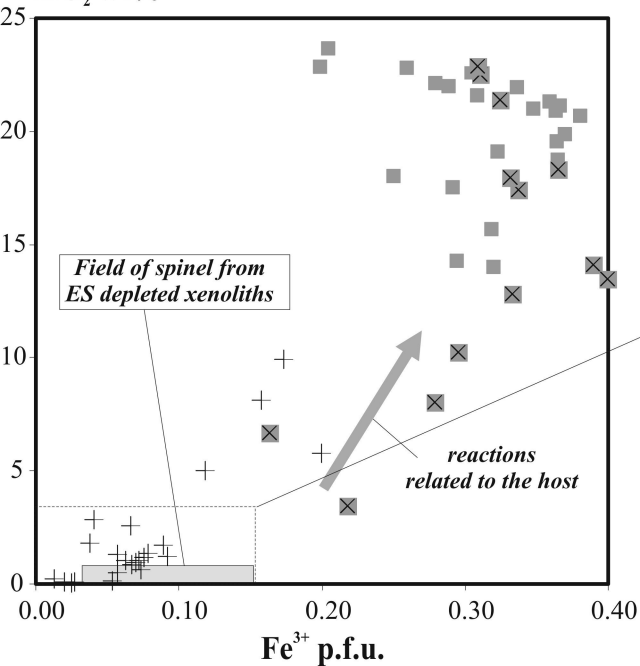 25
20
15
10
5
0
Field of spinel from
ES depleted xenoliths
reactions
related to the host
0.00 0.10 0.20 0.30 0.40
Fe³⁺ p.f.u.